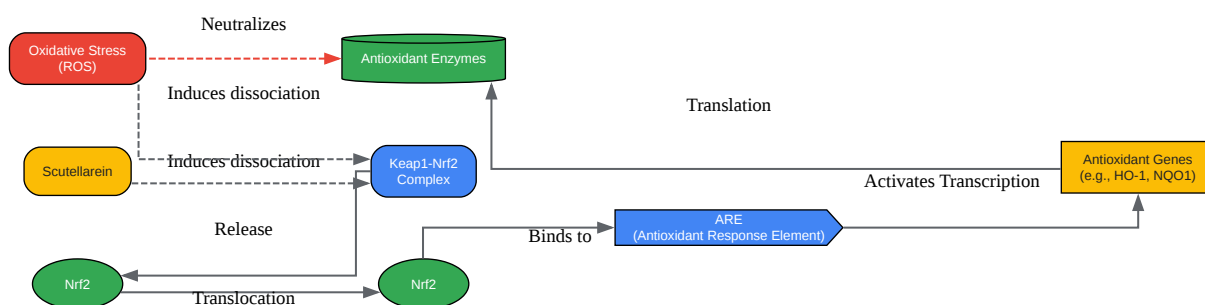 Neutralizes
Oxidative Stress
(ROS)
Antioxidant Enzymes
Induces dissociation
Translation
Scutellarein
Induces dissociation
Keap1-Nrf2
Complex
Antioxidant Genes
(e.g., HO-1, NQO1)
Activates Transcription
Release
Binds to
ARE
(Antioxidant Response Element)
Nrf2
Translocation
Nrf2